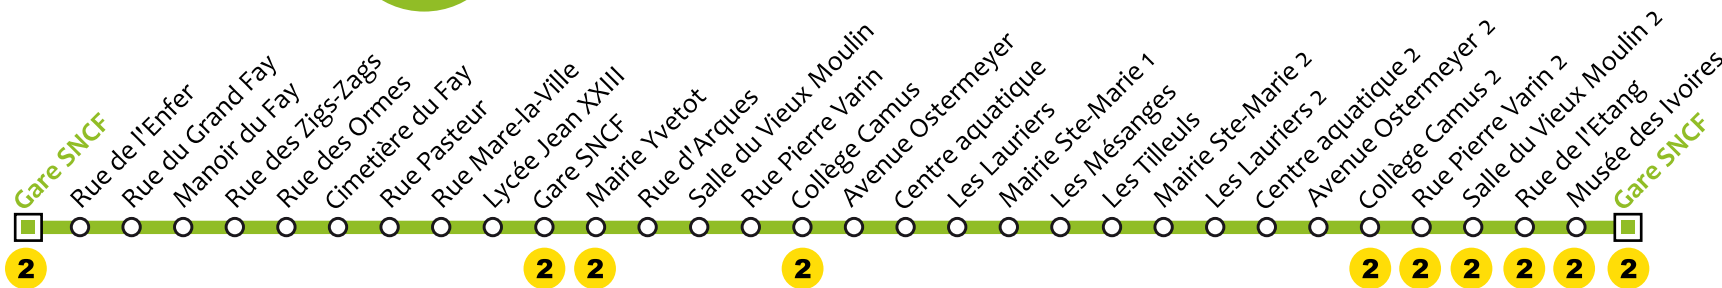 Gare SNCF
Rue de l'Enfer
Rue du Grand Fay
Manoir du Fay
Rue des Zigs-Zags
Rue des Ormes
Cimetière du Fay
Rue Pasteur
Rue Mare-la-Ville
Lycée Jean XXIII
Gare SNCF
Mairie Yvetot
Rue d'Arques
Salle du Vieux Moulin
Rue Pierre Varin
Collège Camus
Avenue Ostermeyer
Centre aquatique
Les Lauriers
Mairie Ste-Marie 1
Les Mésanges
Les Tilleuls
Mairie Ste-Marie 2
Les Lauriers 2
Centre aquatique 2
Avenue Ostermeyer 2
Collège Camus 2
Rue Pierre Varin 2
Salle du Vieux Moulin 2
Rue de l'Etang
Musée des Ivoires
Gare SNCF
2
2
2
2
2
2
2
2
2
2